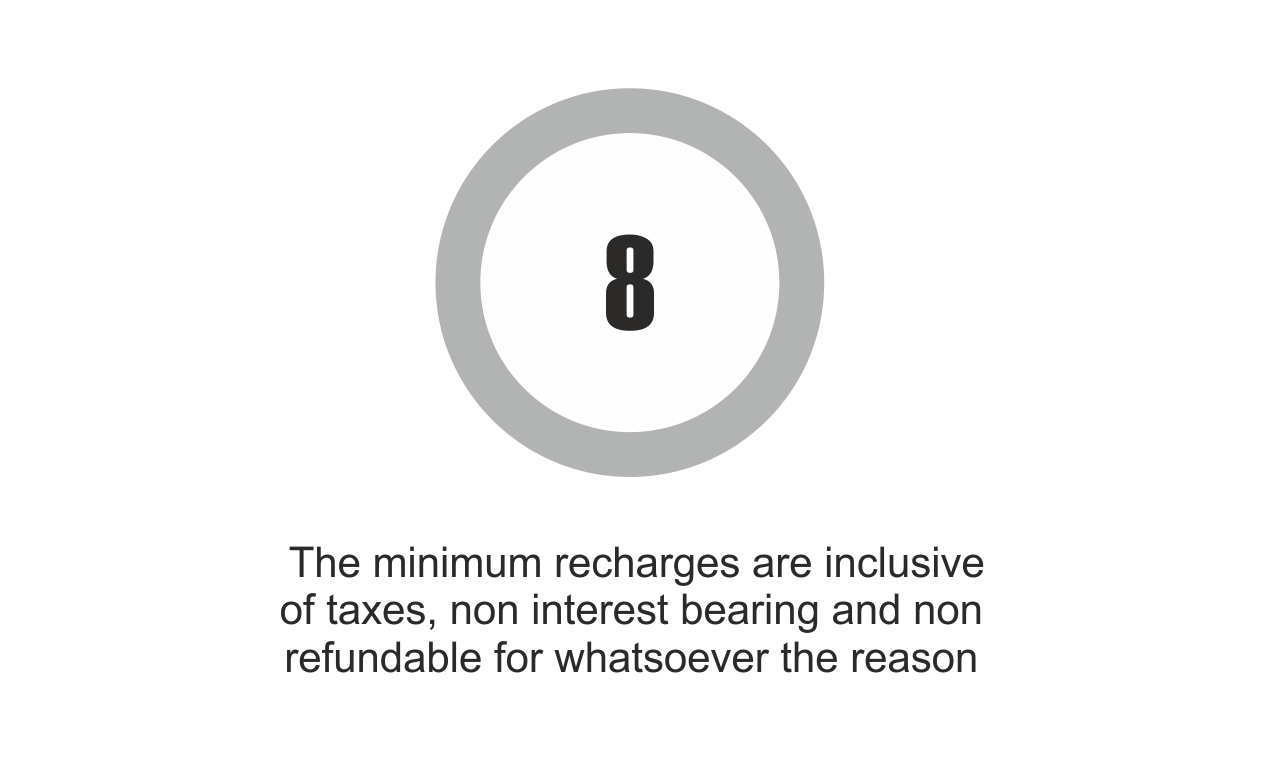 8
The minimum recharges are inclusive
of taxes, non interest bearing and non
refundable for whatsoever the reason